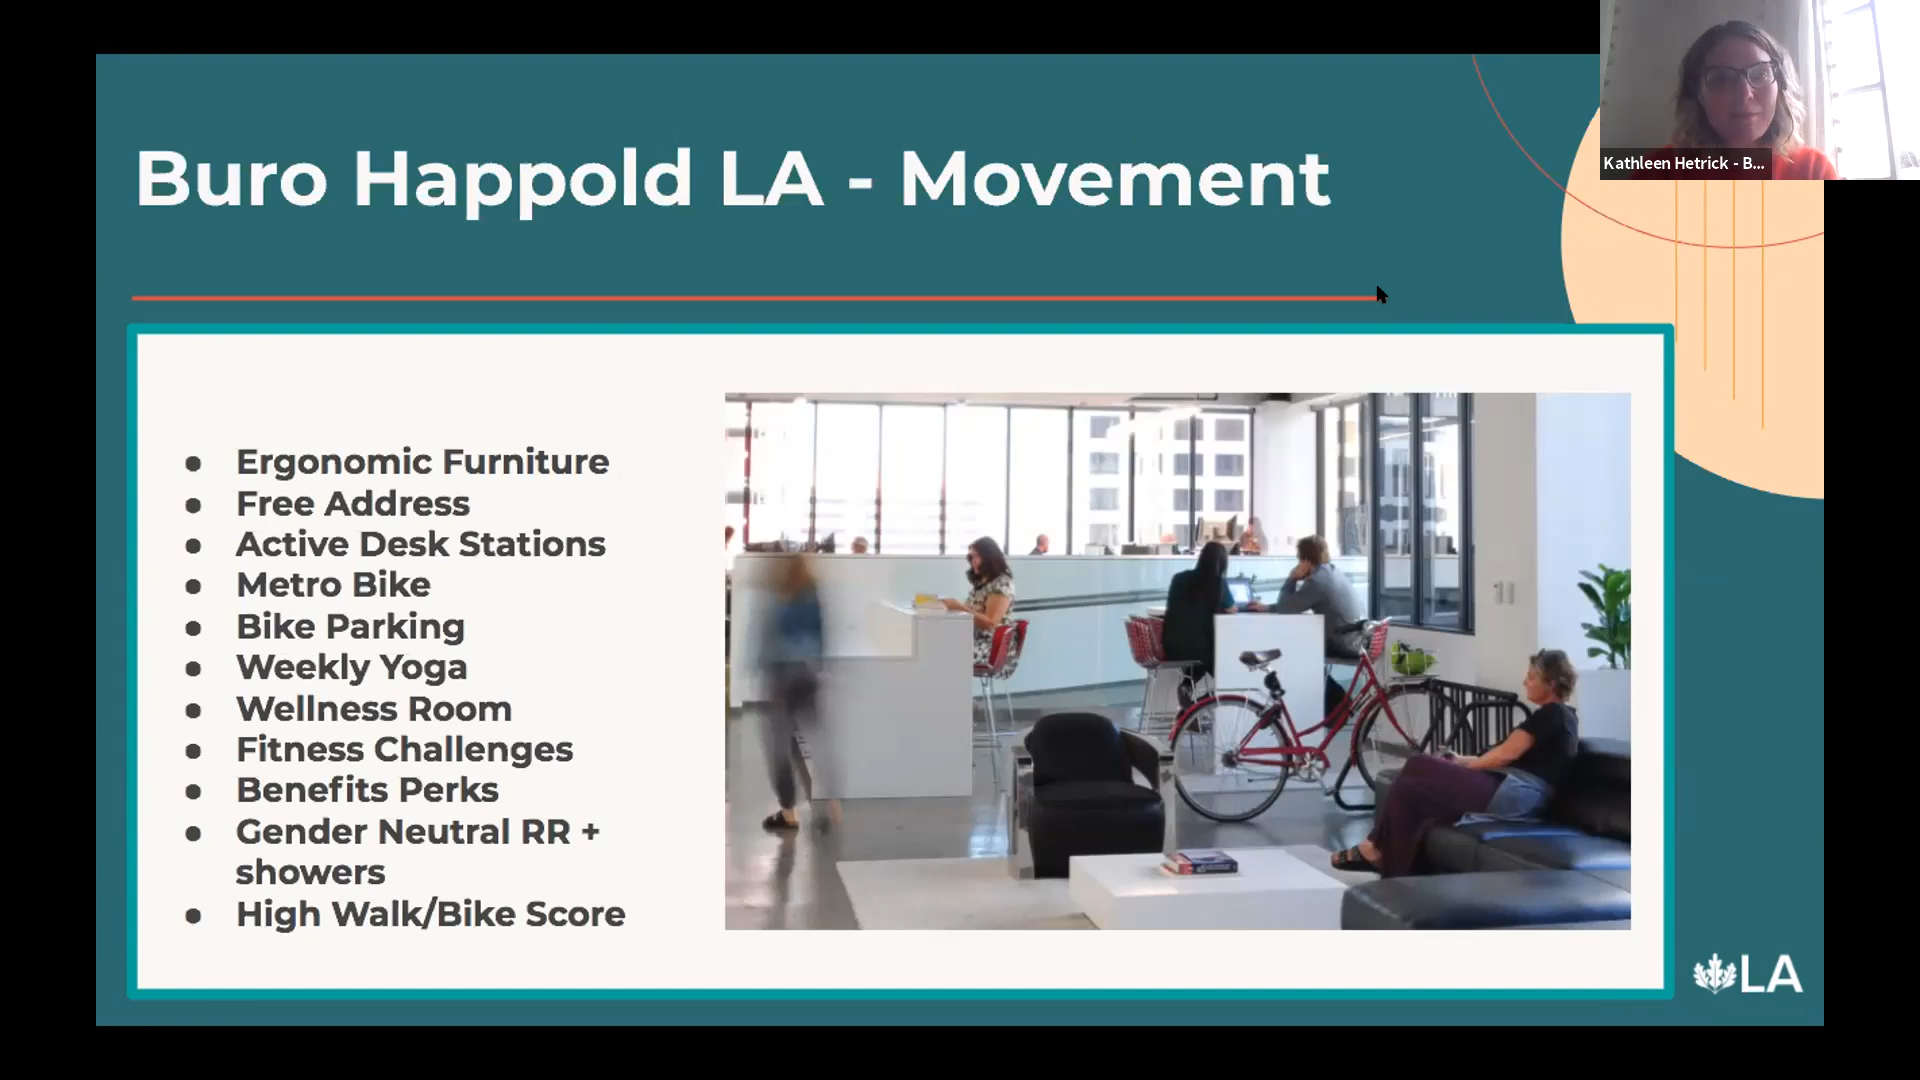 Buro Happold LA - Movement
Kathleen Hetrick - B...
● Ergonomic Furniture
● Free Address
● Active Desk Stations
● Metro Bike
● Bike Parking
● Weekly Yoga
● Wellness Room
● Fitness Challenges
● Benefits Perks
● Gender Neutral RR +
showers
● High Walk/Bike Score
LA